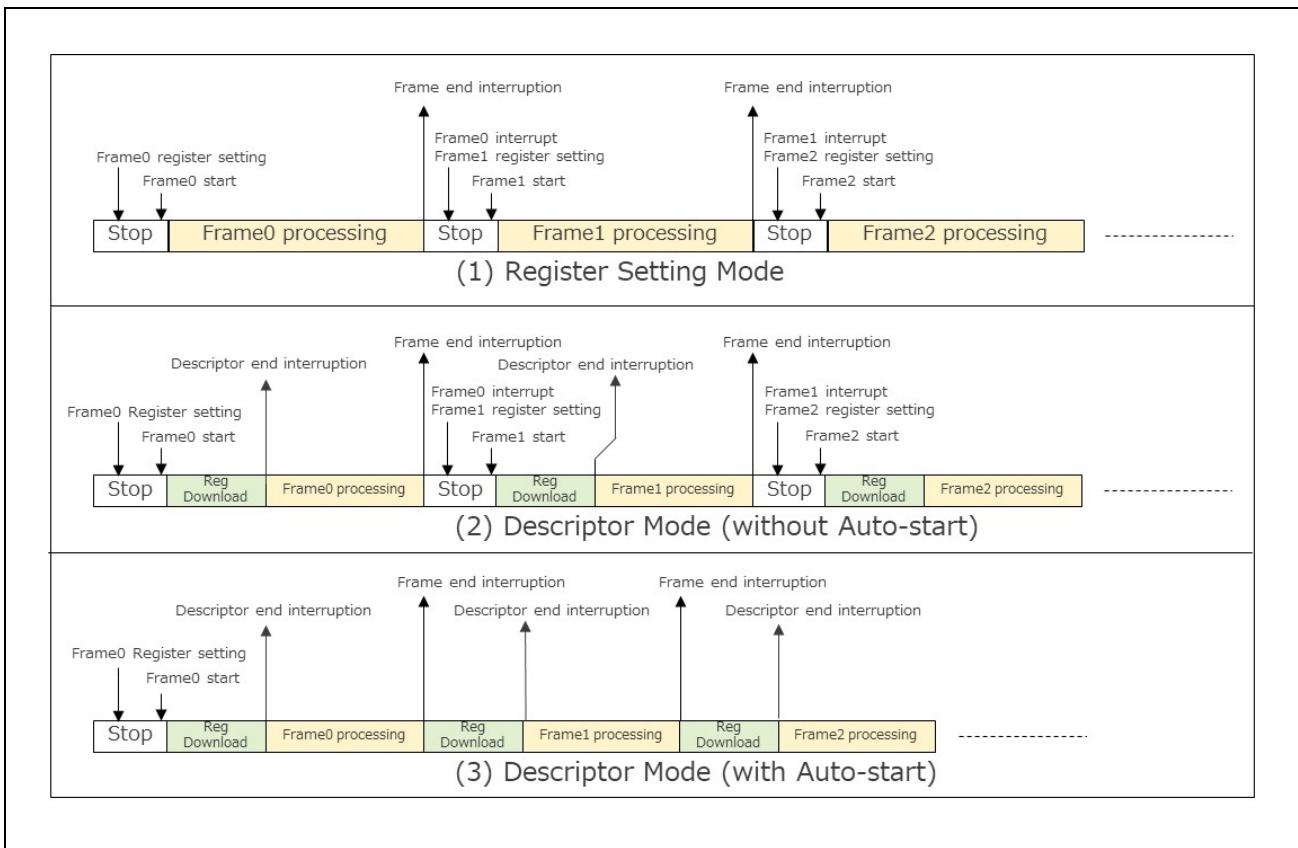 Frame end interruption
Frame end interruption
Frame0 interrupt
Frame1 interrupt
Frame0 register setting
Frame1 register setting
Frame2 register setting
Frame0 start
Frame1 start
Frame2 start
Stop
Frame0 processing
Stop
Frame1 processing
Stop
Frame2 processing
(1) Register Setting Mode
Frame end interruption
Frame end interruption
Descriptor end interruption
Descriptor end interruption
Frame0 interrupt
Frame1 interrupt
Frame0 Register setting
Frame1 register setting
Frame2 register setting
Frame0 start
Frame1 start
Frame2 start
Stop
Reg
Download
Frame0 processing
Stop
Reg
Download
Frame1 processing
Stop
Reg
Download
Frame2 processing
(2) Descriptor Mode (without Auto-start)
Frame end interruption
Frame end interruption
Descriptor end interruption
Descriptor end interruption
Descriptor end interruption
Frame0 Register setting
Frame0 start
Stop
Reg
Download
Frame0 processing
Reg
Download
Frame1 processing
Reg
Download
Frame2 processing
(3) Descriptor Mode (with Auto-start)